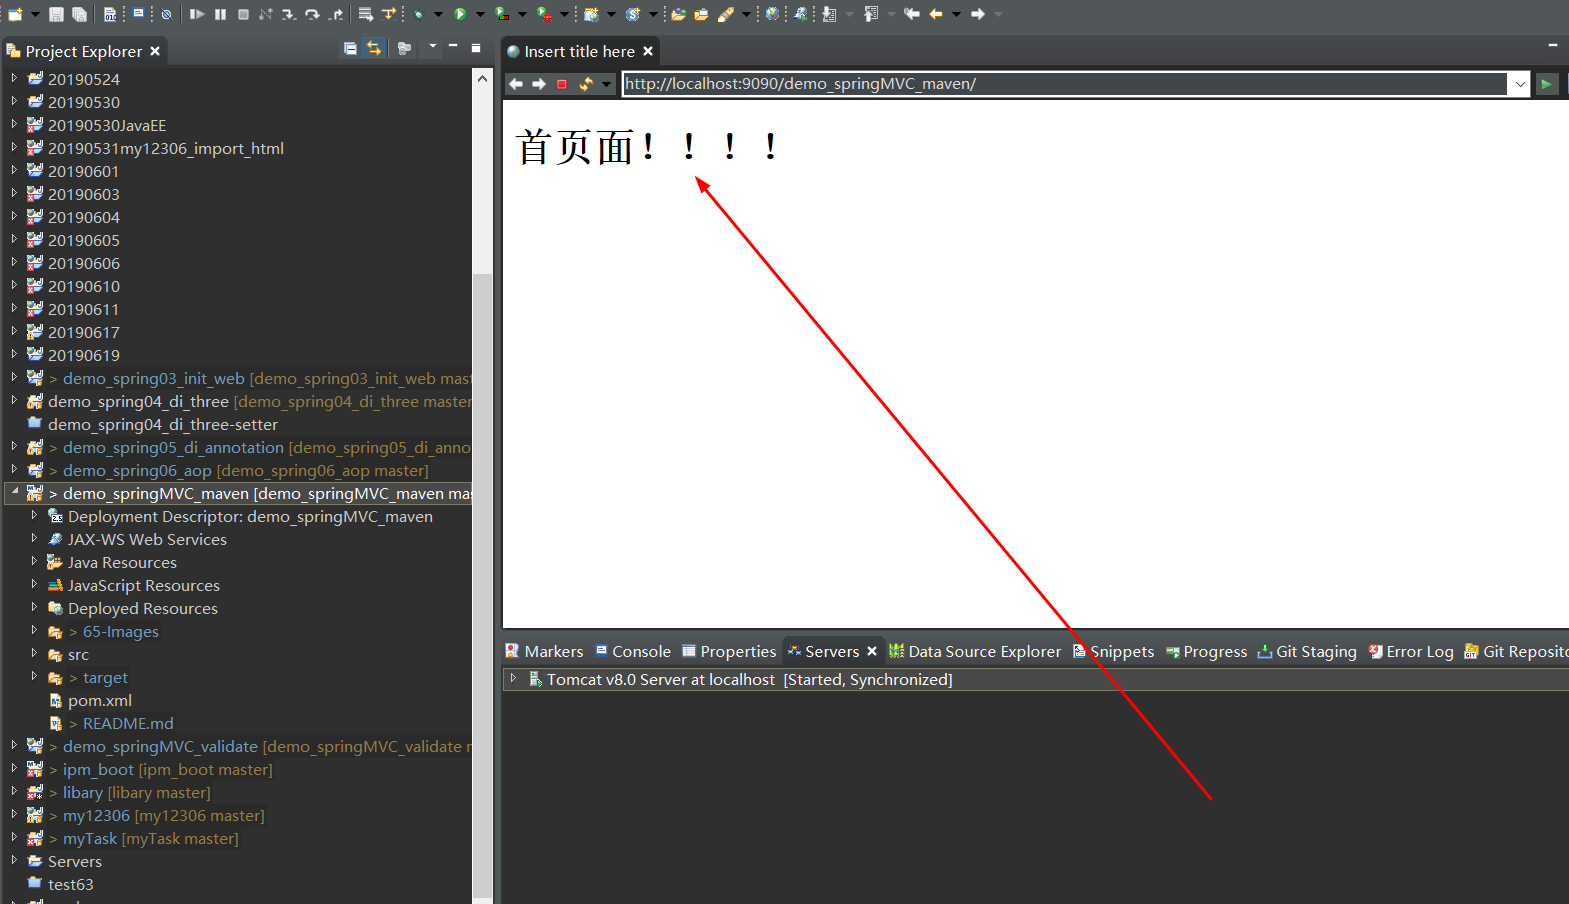 Project Explorer
20190524
20190530
20190530JavaEE
20190531my12306_import_html
20190601
20190603
20190604
20190605
20190606
20190610
20190611
20190617
20190619
> demo_spring03_init_web [demo_spring03_init_web mast
demo_spring04_di_three [demo_spring04_di_three master
demo_spring04_di_three-setter
> demo_spring05_di_annotation [demo_spring05_di_anno
> demo_spring06_aop [demo_spring06_aop master]
> demo_springMVC_maven [demo_springMVC_maven mas
Deployment Descriptor: demo_springMVC_maven
JAX-WS Web Services
Java Resources
JavaScript Resources
Deployed Resources
> 65-Images
src
> target
pom.xml
> README.md
> demo_springMVC_validate [demo_springMVC_validate r
> ipm_boot [ipm_boot master]
> libary [libary master]
> my12306 [my12306 master]
> myTask [myTask master]
Servers
test63
Insert title here
http://localhost:9090/demo_springMVC_maven/
首页面！！！！
Markers Console Properties Servers Data Source Explorer Snippets Progress Git Staging Error Log Git Reposito
Tomcat v8.0 Server at localhost [Started, Synchronized]